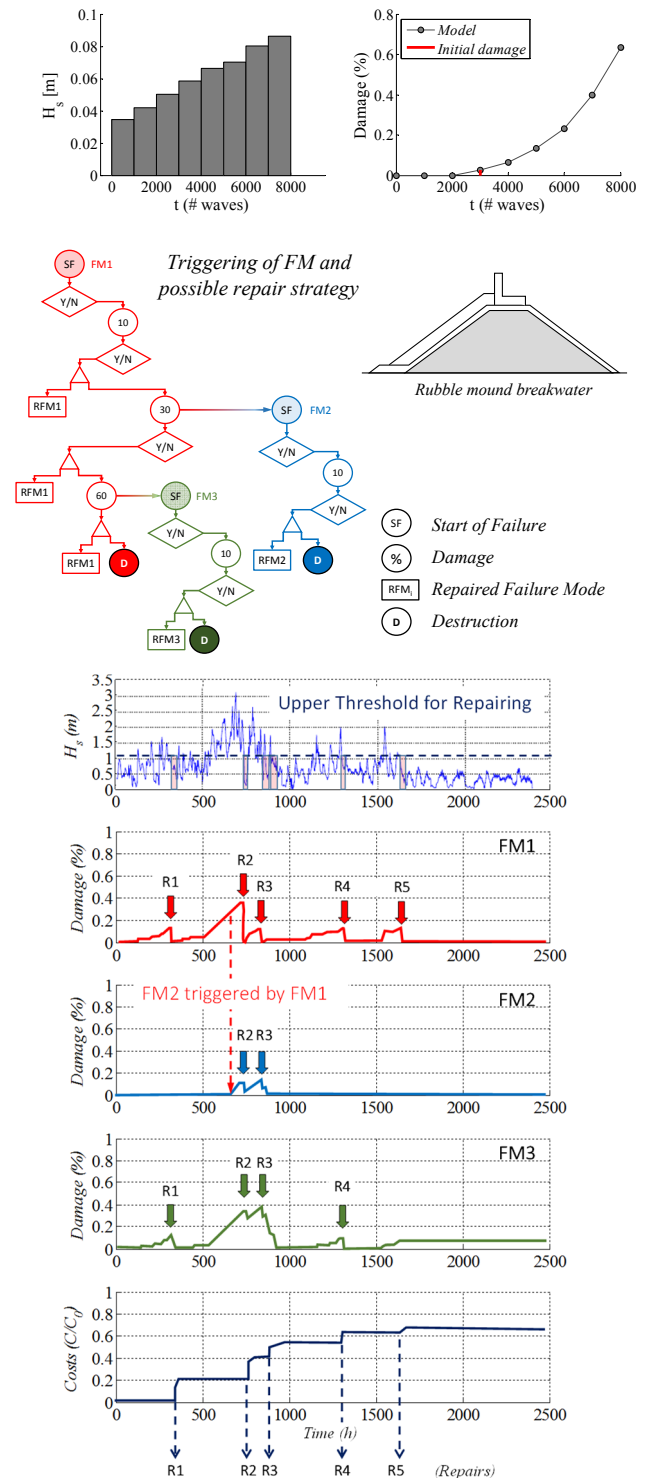 H_s [m]
0.1
0.08
0.06
0.04
0.02
0
0 2000 4000 6000 8000
t (# waves)
Damage (%)
0.8
0.6
0.4
0.2
0
Model
Initial damage
0 2000 4000 6000 8000
t (# waves)
Triggering of FM and
possible repair strategy
SF FM1
Y/N
10
Y/N
RFM1
30
SF FM2
Y/N
Y/N
10
RFM1
60
SF FM3
Y/N
Y/N
RFM1
D
10
RFM2
D
Y/N
RFM3
D
Rubble mound breakwater
SF Start of Failure
% Damage
RFM_i Repaired Failure Mode
D Destruction
H_s (m)
3.5
3
2.5
2
1.5
1
0.5
0
Upper Threshold for Repairing
0 500 1000 1500 2000 2500
Damage (%)
1
0.8
0.6
0.4
0.2
0
FM1
R1 R2 R3 R4 R5
0 500 1000 1500 2000 2500
FM2 triggered by FM1
Damage (%)
1
0.8
0.6
0.4
0.2
0
FM2
R2 R3
0 500 1000 1500 2000 2500
Damage (%)
1
0.8
0.6
0.4
0.2
0
FM3
R1 R2 R3 R4
0 500 1000 1500 2000 2500
Costs (C/C_0)
1
0.8
0.6
0.4
0.2
0
0 500 1000 1500 2000 2500
Time (h)
R1 R2 R3 R4 R5 (Repairs)